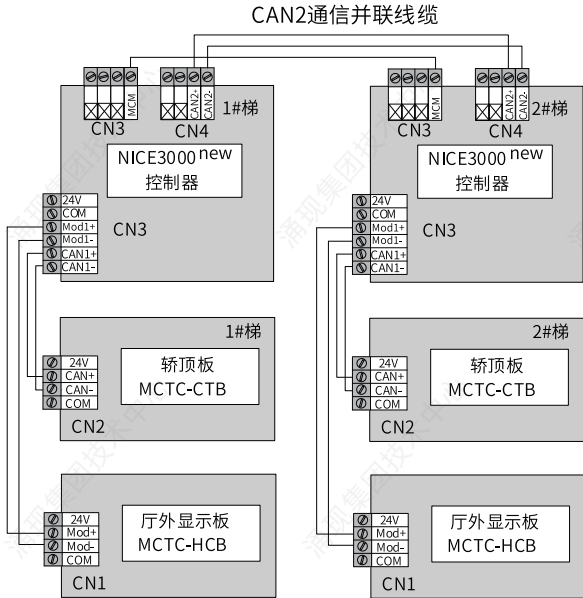 CAN2通信并联线缆
1#梯
MCM
CAN2+
CAN2-
CN3
CN4
NICE3000 new
控制器
24V
COM
Mod1+
Mod1-
CAN1+
CAN1-
CN3
2#梯
MCM
CAN2+
CAN2-
CN3
CN4
NICE3000 new
控制器
24V
COM
Mod1+
Mod1-
CAN1+
CAN1-
CN3
1#梯
24V
CAN+
CAN-
COM
轿顶板
MCTC-CTB
CN2
2#梯
24V
CAN+
CAN-
COM
轿顶板
MCTC-CTB
CN2
24V
Mod+
Mod-
COM
厅外显示板
MCTC-HCB
CN1
24V
Mod+
Mod-
COM
厅外显示板
MCTC-HCB
CN1